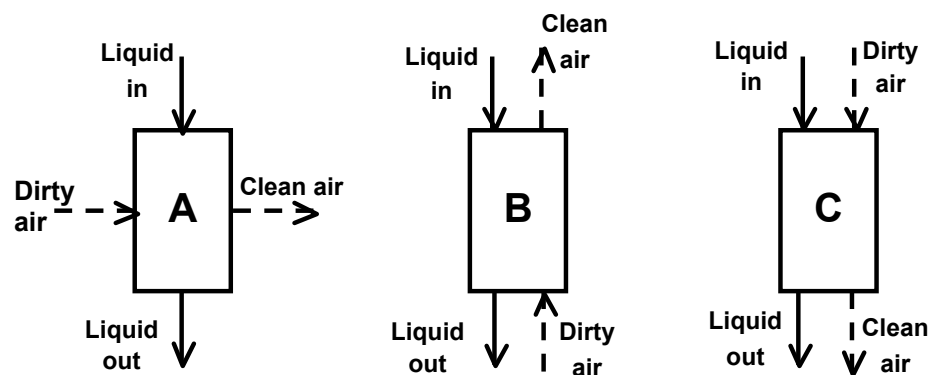 Liquid
in
Dirty
air
A
Clean air
Liquid
out
Liquid
in
Clean
air
B
Liquid
out
Dirty
air
Liquid
in
Dirty
air
C
Liquid
out
Clean
air